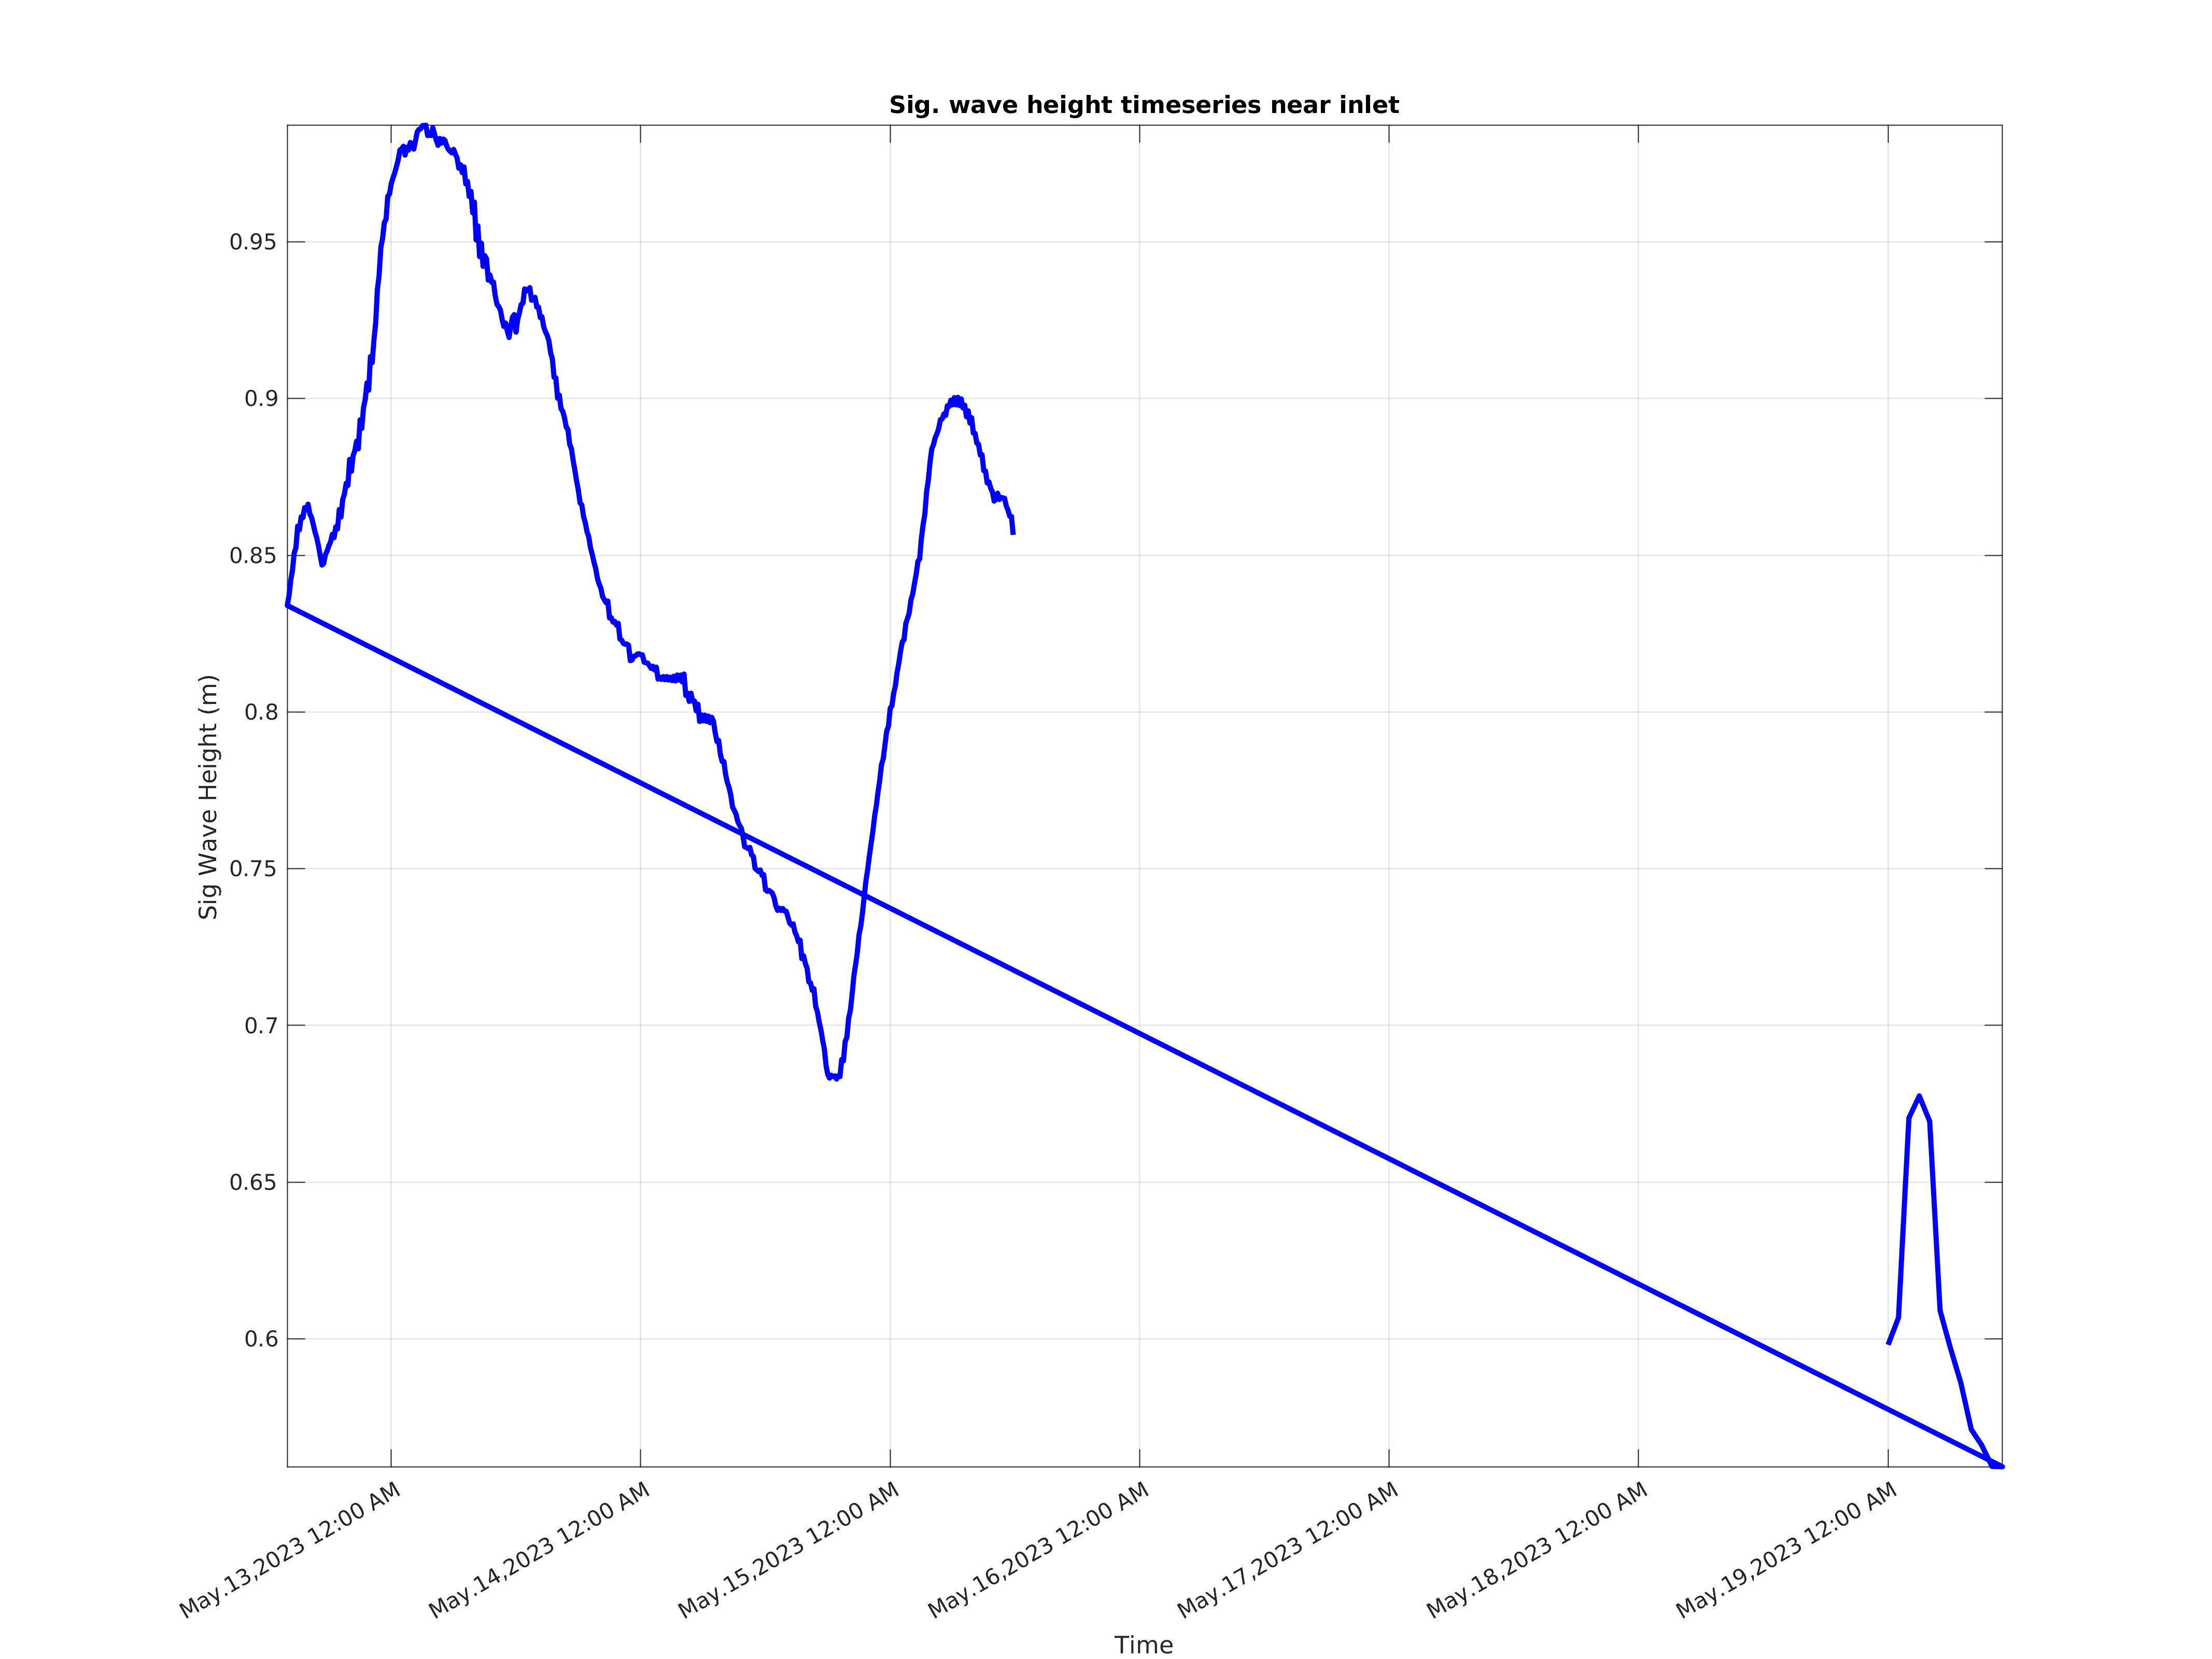 Sig. wave height timeseries near inlet
Sig Wave Height (m)
0.95
0.9
0.85
0.8
0.75
0.7
0.65
0.6
May.13,2023 12:00 AM
May.14,2023 12:00 AM
May.15,2023 12:00 AM
May.16,2023 12:00 AM
May.17,2023 12:00 AM
May.18,2023 12:00 AM
May.19,2023 12:00 AM
Time